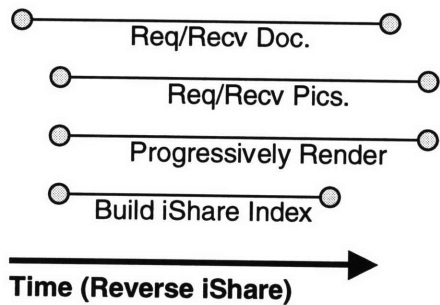 Req/Recv Doc.
Req/Recv Pics.
Progressively Render
Build iShare Index
Time (Reverse iShare)